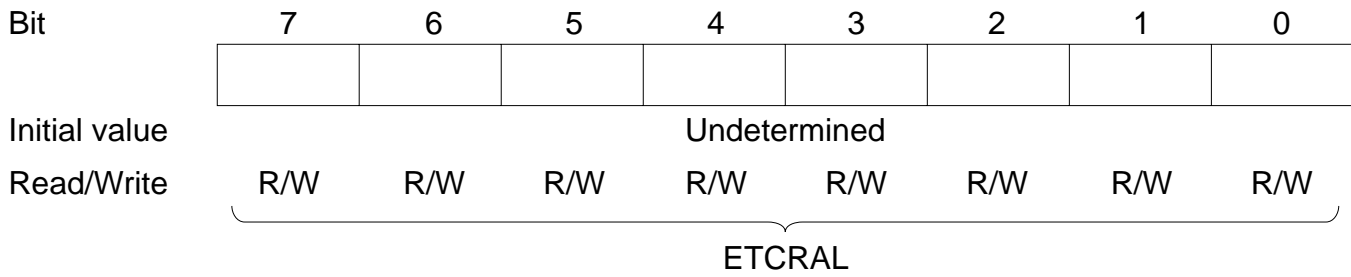 Bit 7 6 5 4 3 2 1 0
Initial value Undetermined
Read/Write R/W R/W R/W R/W R/W R/W R/W R/W
ETCRAL